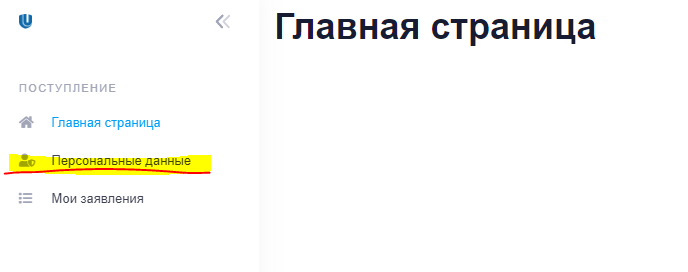 Главная страница
ПОСТУПЛЕНИЕ
Главная страница
Персональные данные
Мои заявления